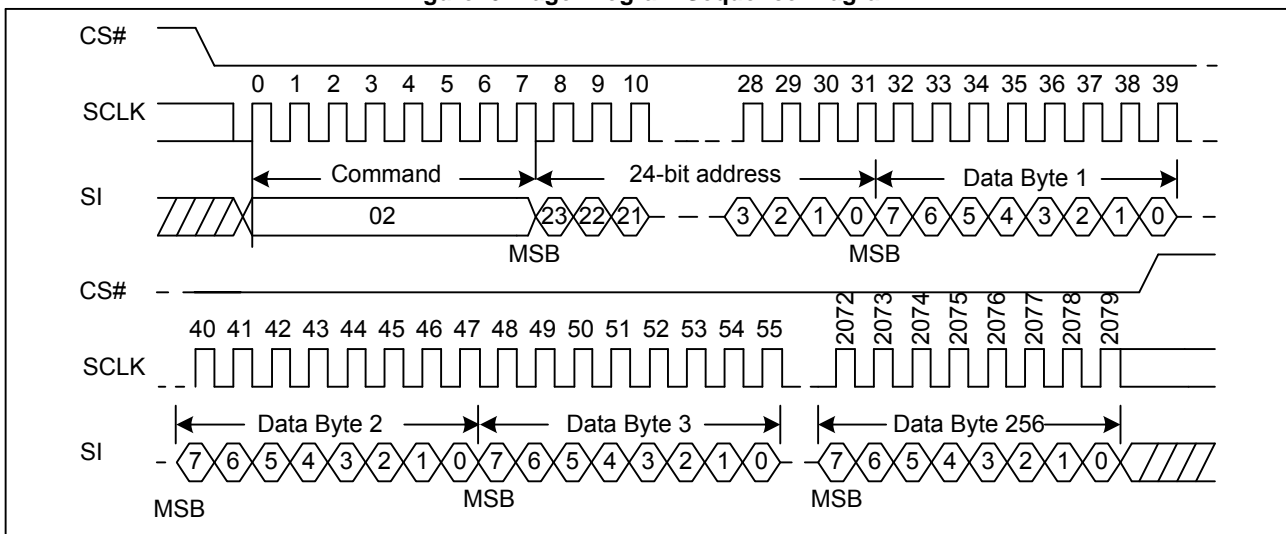 CS#
0 1 2 3 4 5 6 7 8 9 10 28 29 30 31 32 33 34 35 36 37 38 39
SCLK
Command 24-bit address Data Byte 1
SI
02 23 22 21 3 2 1 0 7 6 5 4 3 2 1 0
MSB MSB
CS#
40 41 42 43 44 45 46 47 48 49 50 51 52 53 54 55 2072 2073 2074 2075 2076 2077 2078 2079
SCLK
Data Byte 2 Data Byte 3 Data Byte 256
SI
7 6 5 4 3 2 1 0 7 6 5 4 3 2 1 0 7 6 5 4 3 2 1 0
MSB MSB MSB